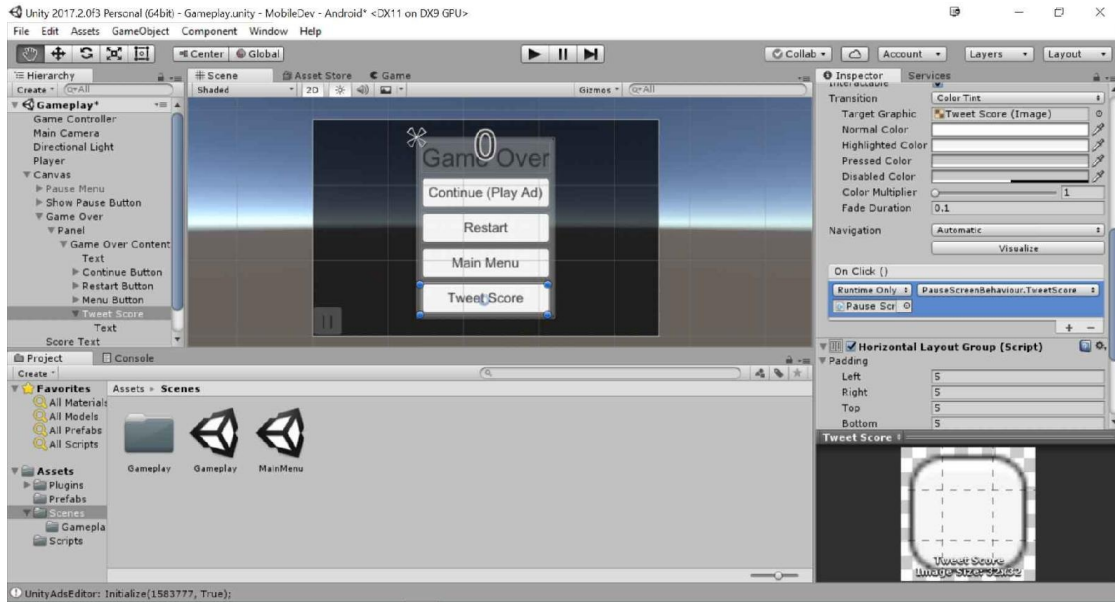 Unity 2017.2.0f3 Personal (64bit) - Gameplay.unity - MobileDev - Android* <DX11 on DX9 GPU>
File Edit Assets GameObject Component Window Help
Center Global Collab Account Layers Layout
Hierarchy
Create All
Gameplay*
Game Controller
Main Camera
Directional Light
Player
Canvas
Pause Menu
Show Pause Button
Game Over
Panel
Game Over Content
Text
Continue Button
Restart Button
Menu Button
Tweet Score
Text
Score Text
Scene Asset Store Game
Shaded 2D Gizmos All
0
Game Over
Continue (Play Ad)
Restart
Main Menu
Tweet Score
Inspector Services
Interactable
Transition Color Tint
Target Graphic Tweet Score (Image)
Normal Color
Highlighted Color
Pressed Color
Disabled Color
Color Multiplier 1
Fade Duration 0.1
Navigation Automatic
Visualize
On Click ()
Runtime Only PauseScreenBehaviour.TweetScore
Pause Scr
+ -
Horizontal Layout Group (Script)
Padding
Left 5
Right 5
Top 5
Bottom 5
Tweet Score
Tweet Score
Image Size: 32x32
Project Console
Create
Favorites
All Materials
All Models
All Prefabs
All Scripts
Assets
Plugins
Prefabs
Scenes
Gamepla
Scripts
Assets Scenes
Gameplay Gameplay MainMenu
UnityAdsEditor: Initialize(1583777, True);